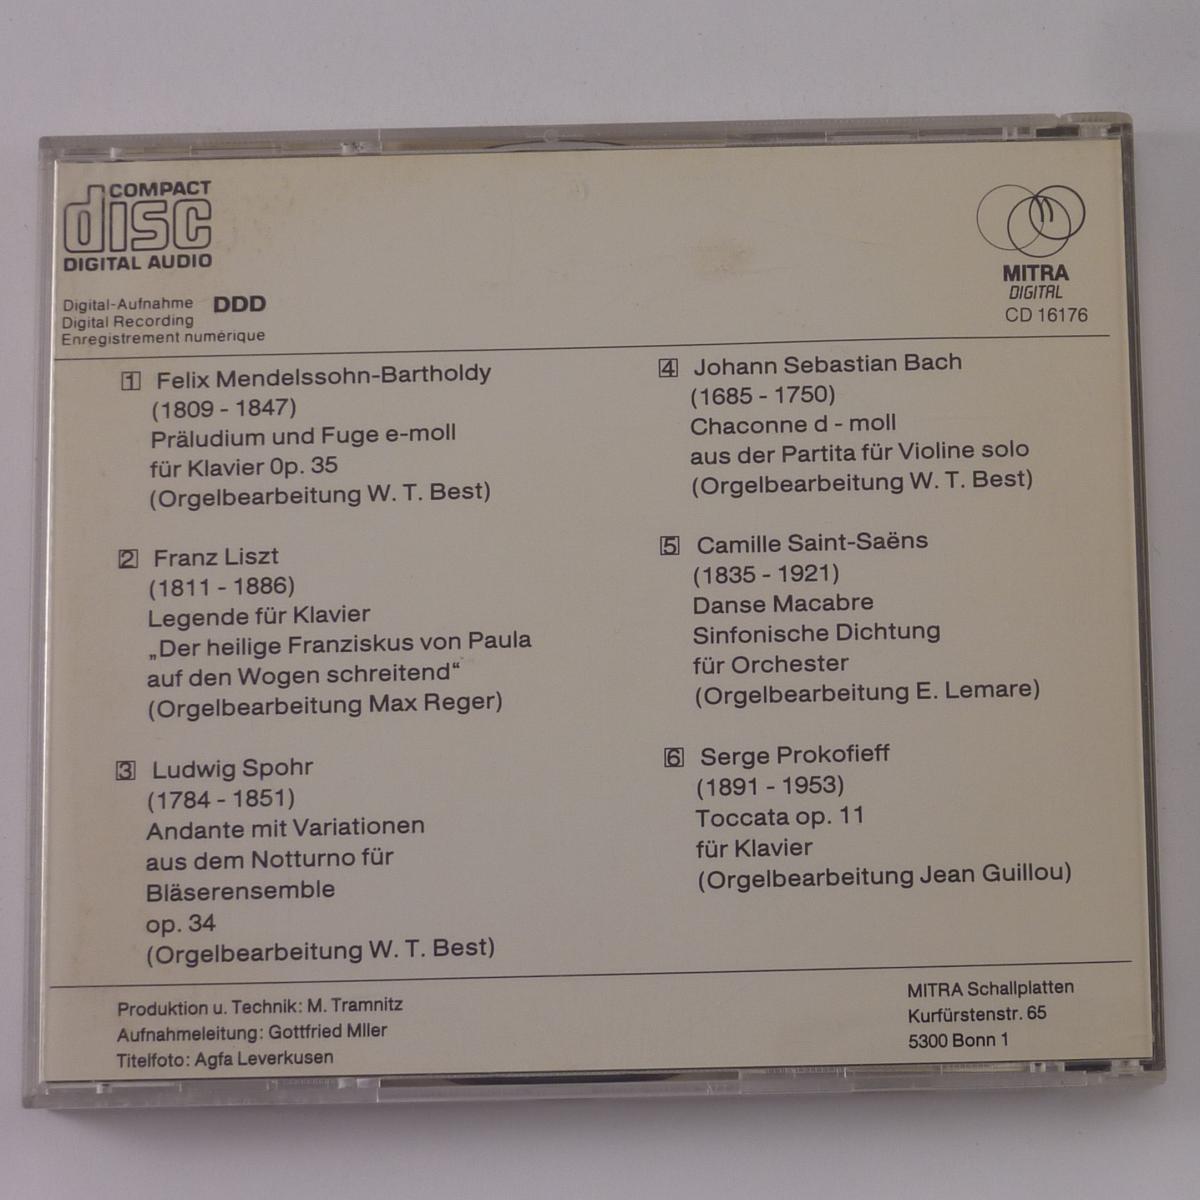 COMPACT
disc
DIGITAL AUDIO
Digital-Aufnahme DDD
Digital Recording
Enregistrement numérique
MITRA
DIGITAL
CD 16176
1 Felix Mendelssohn-Bartholdy
(1809 - 1847)
Präludium und Fuge e-moll
für Klavier Op. 35
(Orgelbearbeitung W. T. Best)
2 Franz Liszt
(1811 - 1886)
Legende für Klavier
„Der heilige Franziskus von Paula
auf den Wogen schreitend“
(Orgelbearbeitung Max Reger)
3 Ludwig Spohr
(1784 - 1851)
Andante mit Variationen
aus dem Notturno für
Bläserensemble
op. 34
(Orgelbearbeitung W. T. Best)
4 Johann Sebastian Bach
(1685 - 1750)
Chaconne d - moll
aus der Partita für Violine solo
(Orgelbearbeitung W. T. Best)
5 Camille Saint-Saëns
(1835 - 1921)
Danse Macabre
Sinfonische Dichtung
für Orchester
(Orgelbearbeitung E. Lemare)
6 Serge Prokofieff
(1891 - 1953)
Toccata op. 11
für Klavier
(Orgelbearbeitung Jean Guillou)
Produktion u. Technik: M. Tramnitz
Aufnahmeleitung: Gottfried Mller
Titelfoto: Agfa Leverkusen
MITRA Schallplatten
Kurfürstenstr. 65
5300 Bonn 1